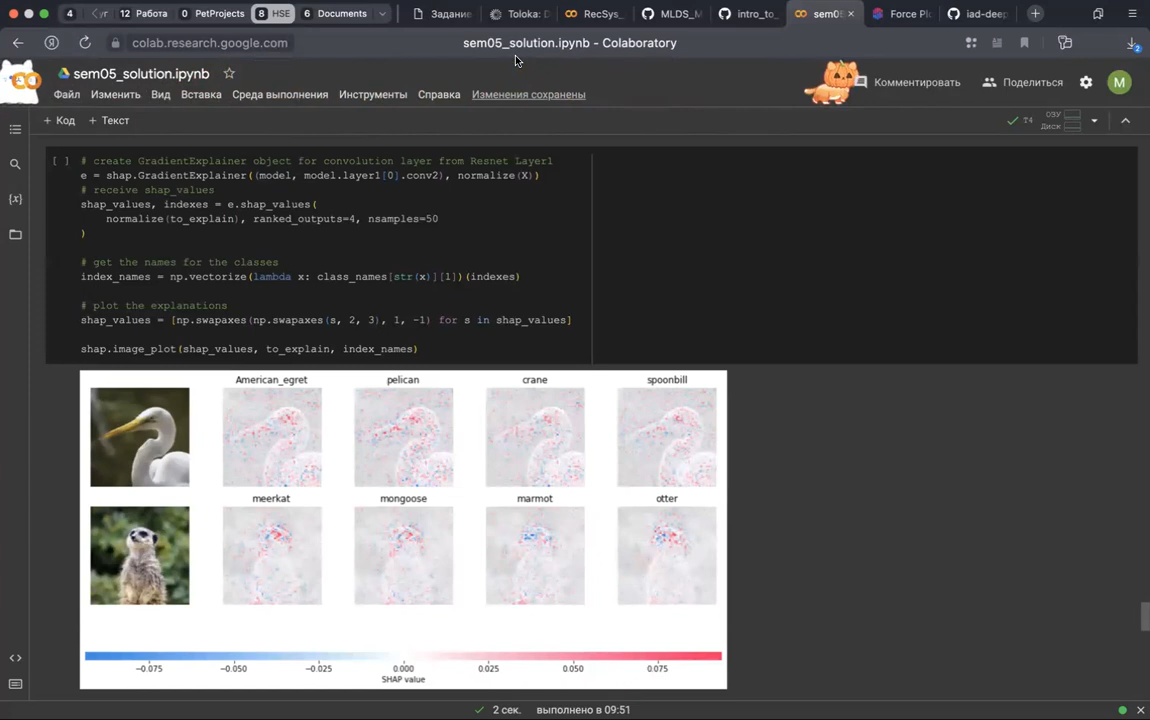 4
уг
12 Работа
0 PetProjects
8 HSE
6 Documents
Задание
Toloka: D
RecSys_
MLDS_M
intro_to_
sem05
Force Pl
iad-deep
colab.research.google.com
sem05_solution.ipynb - Colaboratory
2
sem05_solution.ipynb
Комментировать
Поделиться
M
Файл Изменить Вид Вставка Среда выполнения Инструменты Справка Изменения сохранены
+ Код + Текст
T4
ОЗУ
Диск
{x}
[ ]
# create GradientExplainer object for convolution layer from Resnet Layer1
e = shap.GradientExplainer((model, model.layer1[0].conv2), normalize(X))
# receive shap_values
shap_values, indexes = e.shap_values(
normalize(to_explain), ranked_outputs=4, nsamples=50
)
# get the names for the classes
index_names = np.vectorize(lambda x: class_names[str(x)][1])(indexes)
# plot the explanations
shap_values = [np.swapaxes(np.swapaxes(s, 2, 3), 1, -1) for s in shap_values]
shap.image_plot(shap_values, to_explain, index_names)
American_egret pelican crane spoonbill
meerkat mongoose marmot otter
−0.075 −0.050 −0.025 0.000 0.025 0.050 0.075
SHAP value
2 сек. выполнено в 09:51